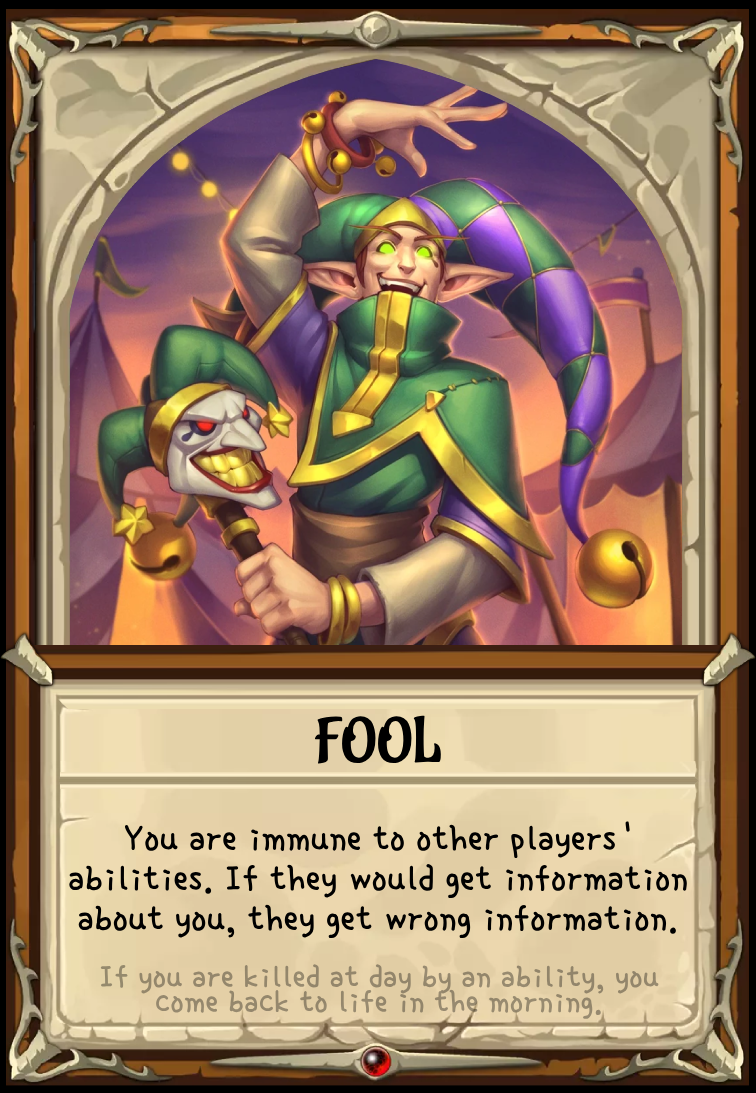 FOOL
You are immune to other players'
abilities. If they would get information
about you, they get wrong information.
If you are killed at day by an ability, you
come back to life in the morning.